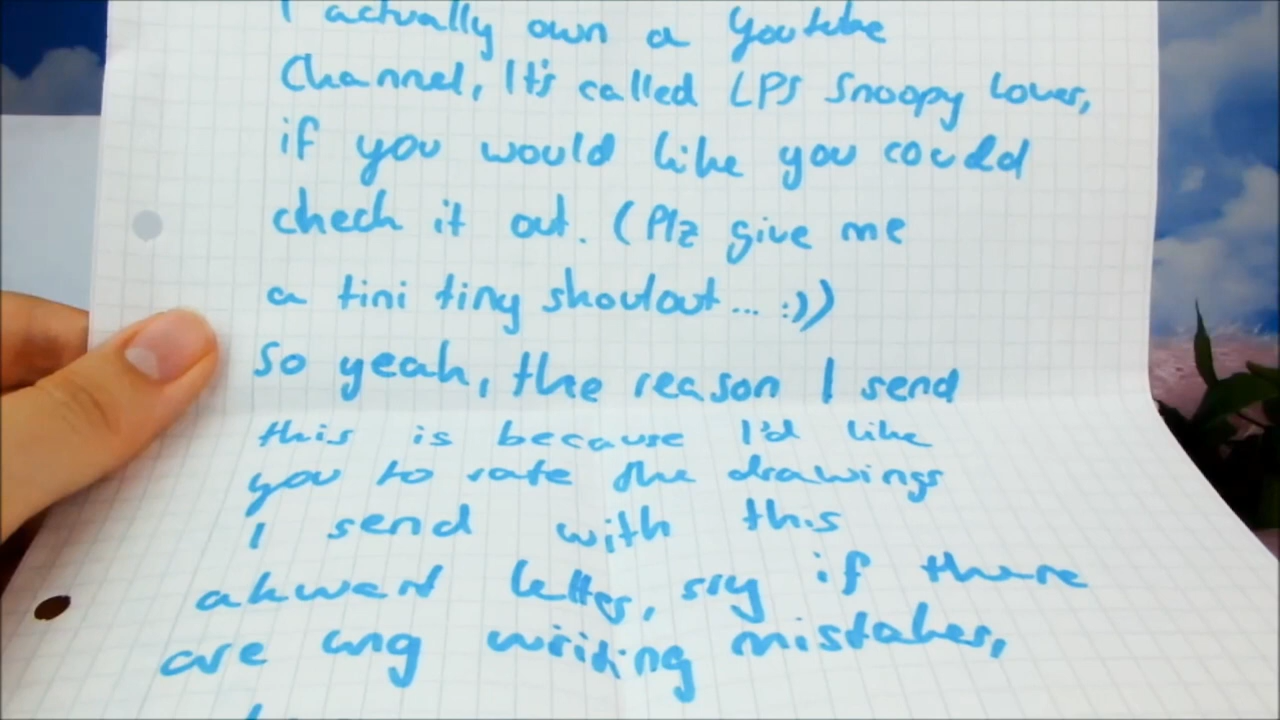 I actually own a Youtube
Channel, It's called LPS Snoopy Lover,
if you would like you could
check it out. (Plz give me
a tini tiny shoutout... :))
so yeah, the reason I send
this is because I'd like
you to rate the drawings
I send with this
akwart letter, sry if there
are any writing mistakes,